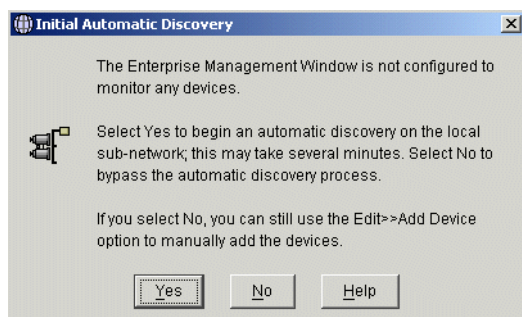 Initial Automatic Discovery
The Enterprise Management Window is not configured to
monitor any devices.
Select Yes to begin an automatic discovery on the local
sub-network; this may take several minutes. Select No to
bypass the automatic discovery process.
If you select No, you can still use the Edit>>Add Device
option to manually add the devices.
Yes No Help